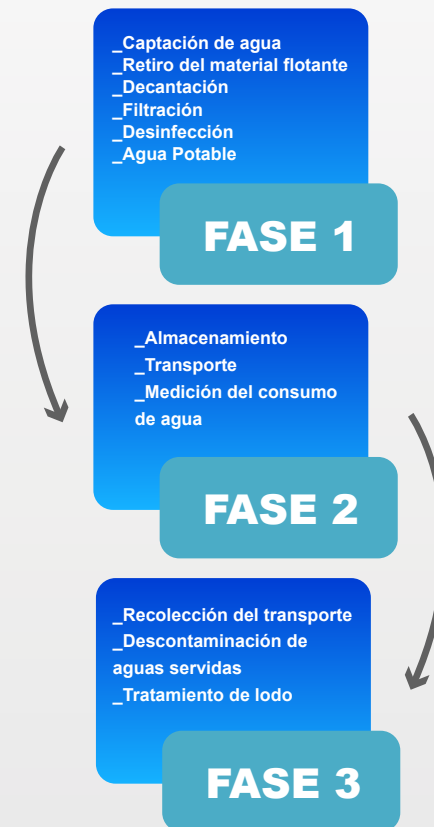 _Captación de agua
_Retiro del material flotante
_Decantación
_Filtración
_Desinfección
_Agua Potable
FASE 1
_Almacenamiento
_Transporte
_Medición del consumo
de agua
FASE 2
_Recolección del transporte
_Descontaminación de
aguas servidas
_Tratamiento de lodo
FASE 3